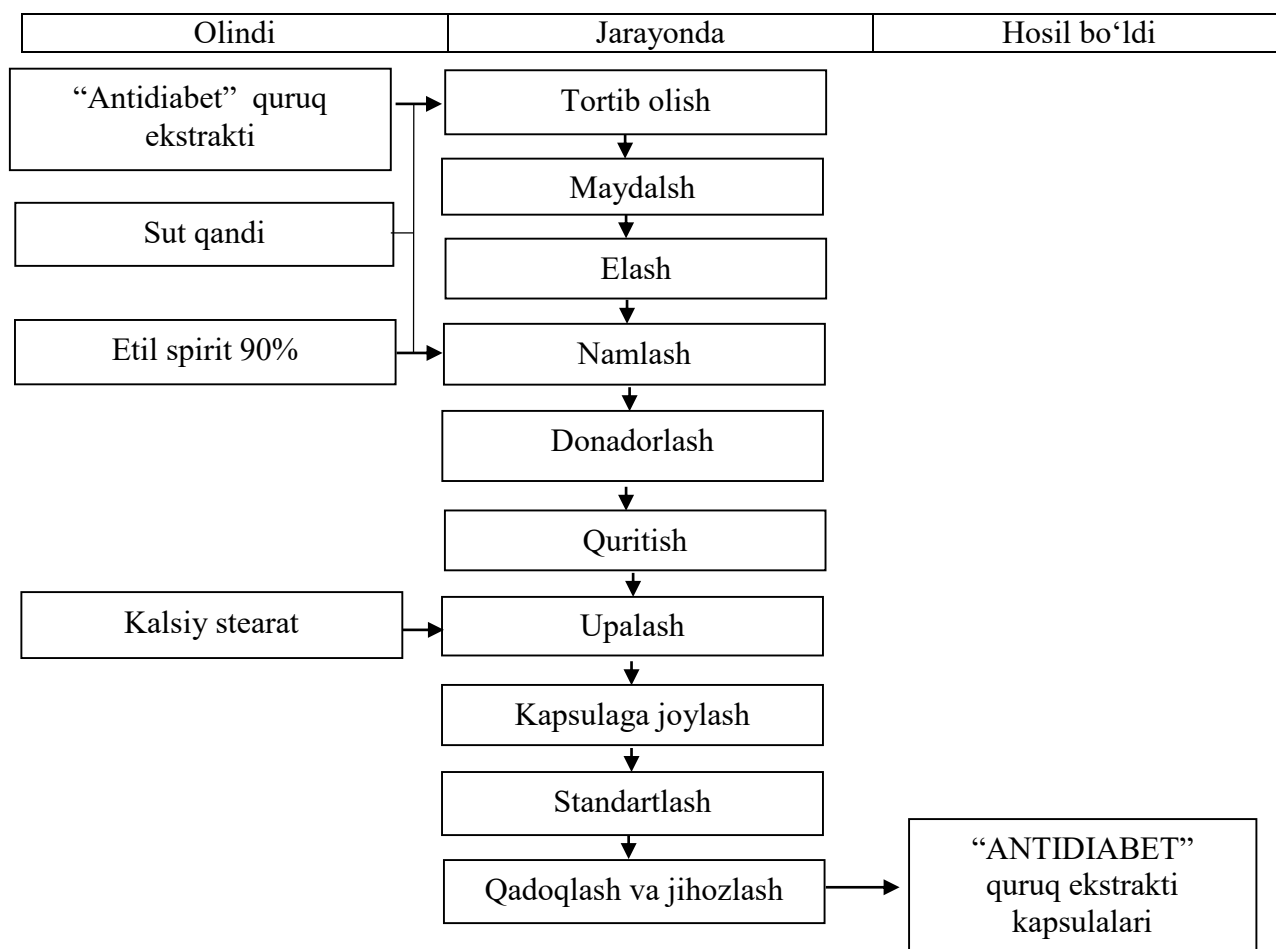 Olindi Jarayonda Hosil bo‘ldi
“Antidiabet” quruq
ekstrakti
Tortib olish
Maydalsh
Sut qandi
Elash
Etil spirit 90%
Namlash
Donadorlash
Quritish
Kalsiy stearat
Upalash
Kapsulaga joylash
Standartlash
Qadoqlash va jihozlash
“ANTIDIABET”
quruq ekstrakti
kapsulalari